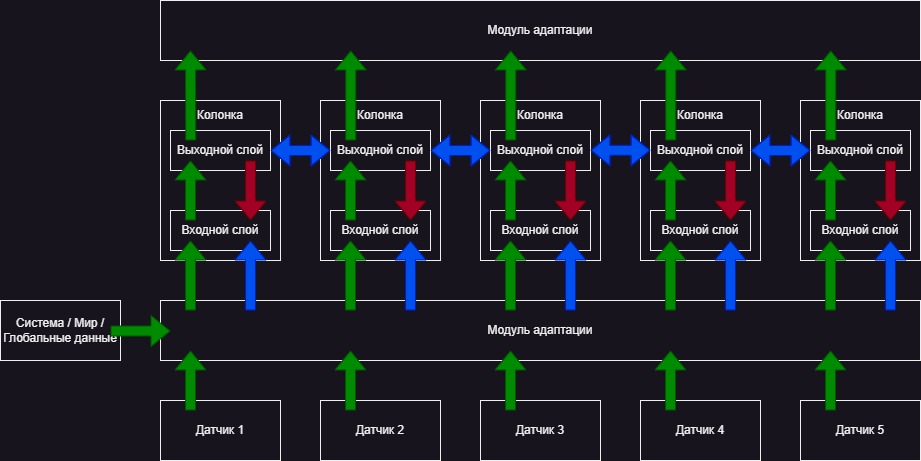 Модуль адаптации
Колонка
Колонка
Колонка
Колонка
Колонка
Выходной слой
Выходной слой
Выходной слой
Выходной слой
Выходной слой
Входной слой
Входной слой
Входной слой
Входной слой
Входной слой
Система / Мир /
Глобальные данные
Модуль адаптации
Датчик 1
Датчик 2
Датчик 3
Датчик 4
Датчик 5